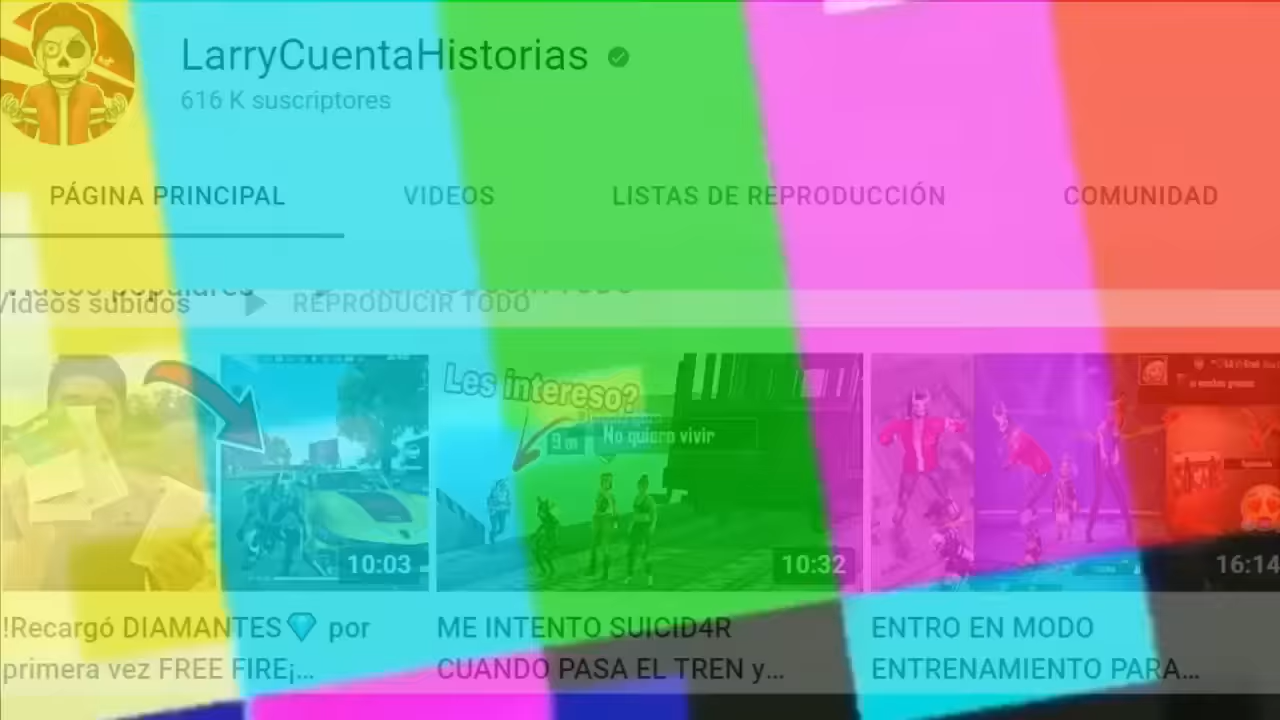 LarryCuentaHistorias
616 K suscriptores
PÁGINA PRINCIPAL VIDEOS LISTAS DE REPRODUCCIÓN COMUNIDAD
Videos subidos REPRODUCIR TODO
Les intereso?
9 m No quiero vivir
10:03 10:32 16:14
!Recargó DIAMANTES💎 por
primera vez FREE FIRE¡...
ME INTENTO SUICID4R
CUANDO PASA EL TREN y...
ENTRO EN MODO
ENTRENAMIENTO PARA...